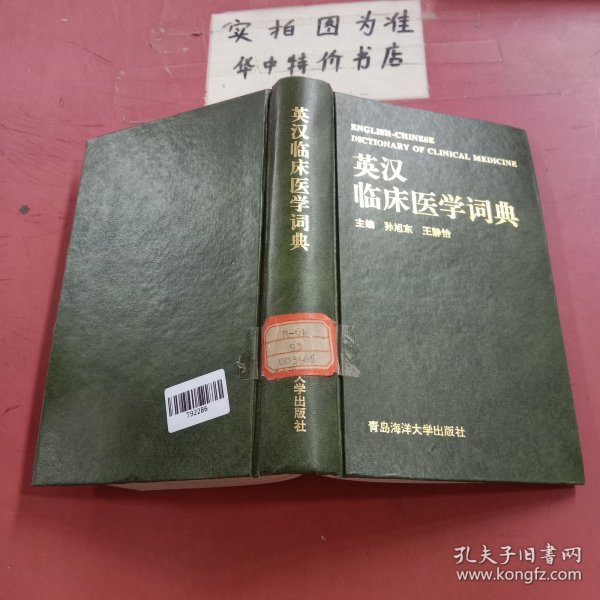 实拍图为准
华中特价书店
ENGLISH-CHINESE
DICTIONARY OF CLINICAL MEDICINE
英汉
临床医学词典
主编 孙旭东 王静怡
青岛海洋大学出版社
英汉临床医学词典
R-61
93
003465
大学出版社
792286
孔夫子旧书网
www.kongfz.com